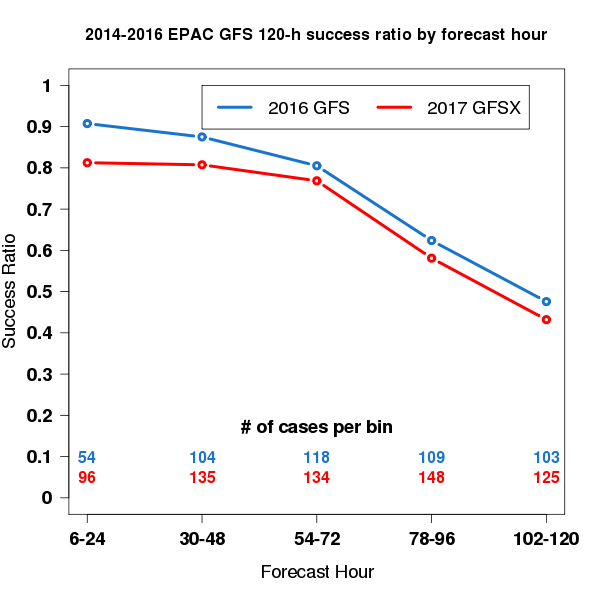 2014-2016 EPAC GFS 120-h success ratio by forecast hour
2016 GFS 2017 GFSX
Success Ratio
1
0.9
0.8
0.7
0.6
0.5
0.4
0.3
0.2
0.1
0
# of cases per bin
54 104 118 109 103
96 135 134 148 125
6-24 30-48 54-72 78-96 102-120
Forecast Hour